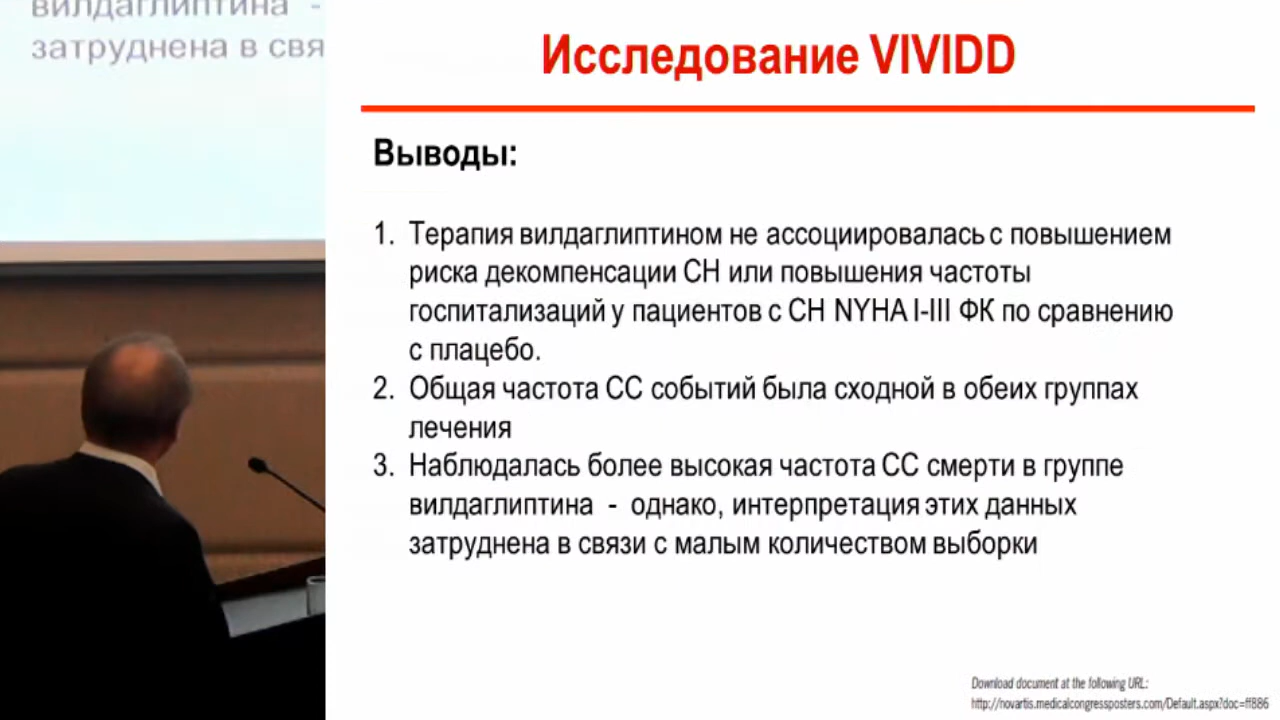 вилдаглиптина -
затруднена в свя
Исследование VIVIDD
Выводы:
1. Терапия вилдаглиптином не ассоциировалась с повышением
риска декомпенсации СН или повышения частоты
госпитализаций у пациентов с СН NYHA I-III ФК по сравнению
с плацебо.
2. Общая частота СС событий была сходной в обеих группах
лечения
3. Наблюдалась более высокая частота СС смерти в группе
вилдаглиптина - однако, интерпретация этих данных
затруднена в связи с малым количеством выборки
Download document at the following URL:
http://novartis.medicalcongressposters.com/Default.aspx?doc=ff886